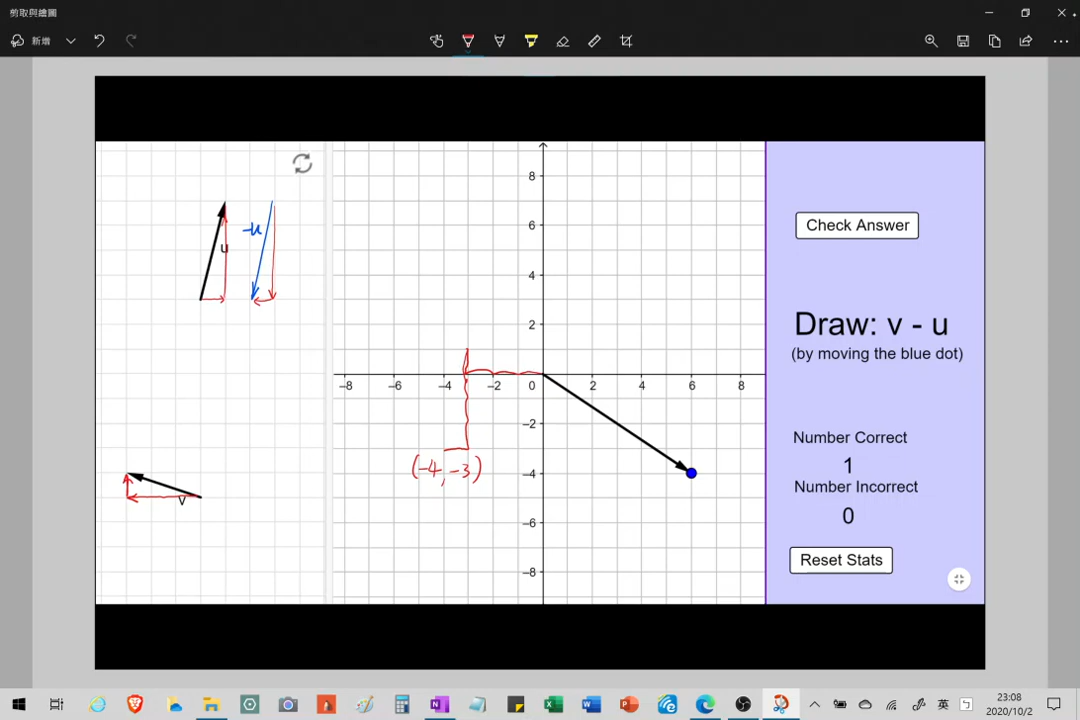 剪取與繪圖
新增
u
-u
v
8
6
4
2
-8
-6
-4
-2
0
2
4
6
8
-2
-4
-6
-8
(-4,-3)
Check Answer
Draw: v - u
(by moving the blue dot)
Number Correct
1
Number Incorrect
0
Reset Stats
英
ㄅ
23:08
2020/10/2